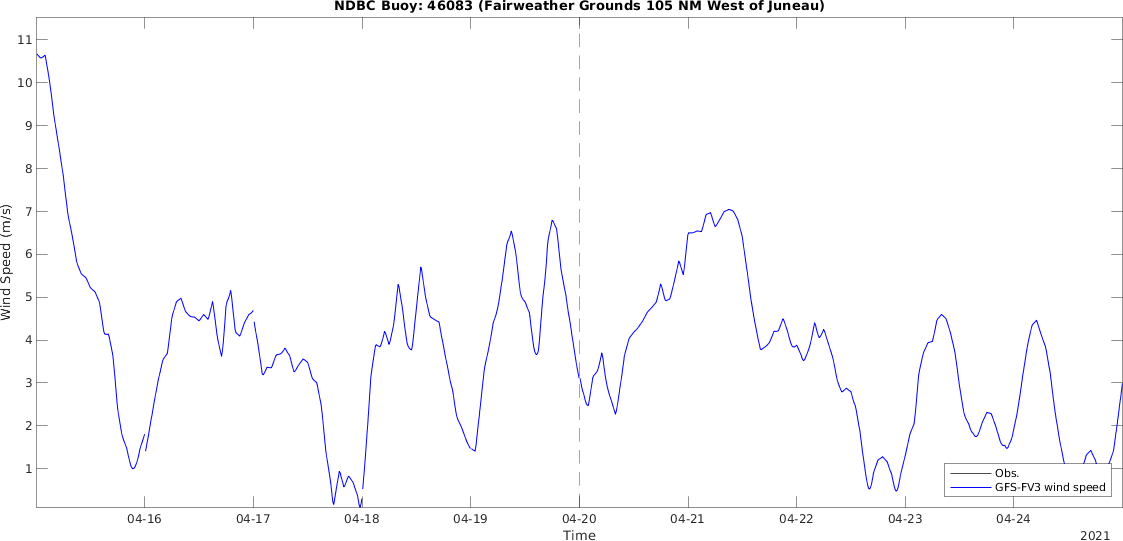 NDBC Buoy: 46083 (Fairweather Grounds 105 NM West of Juneau)
11
10
9
8
7
6
5
4
3
2
1
Wind Speed (m/s)
Obs.
GFS-FV3 wind speed
04-16 04-17 04-18 04-19 04-20 04-21 04-22 04-23 04-24
Time
2021